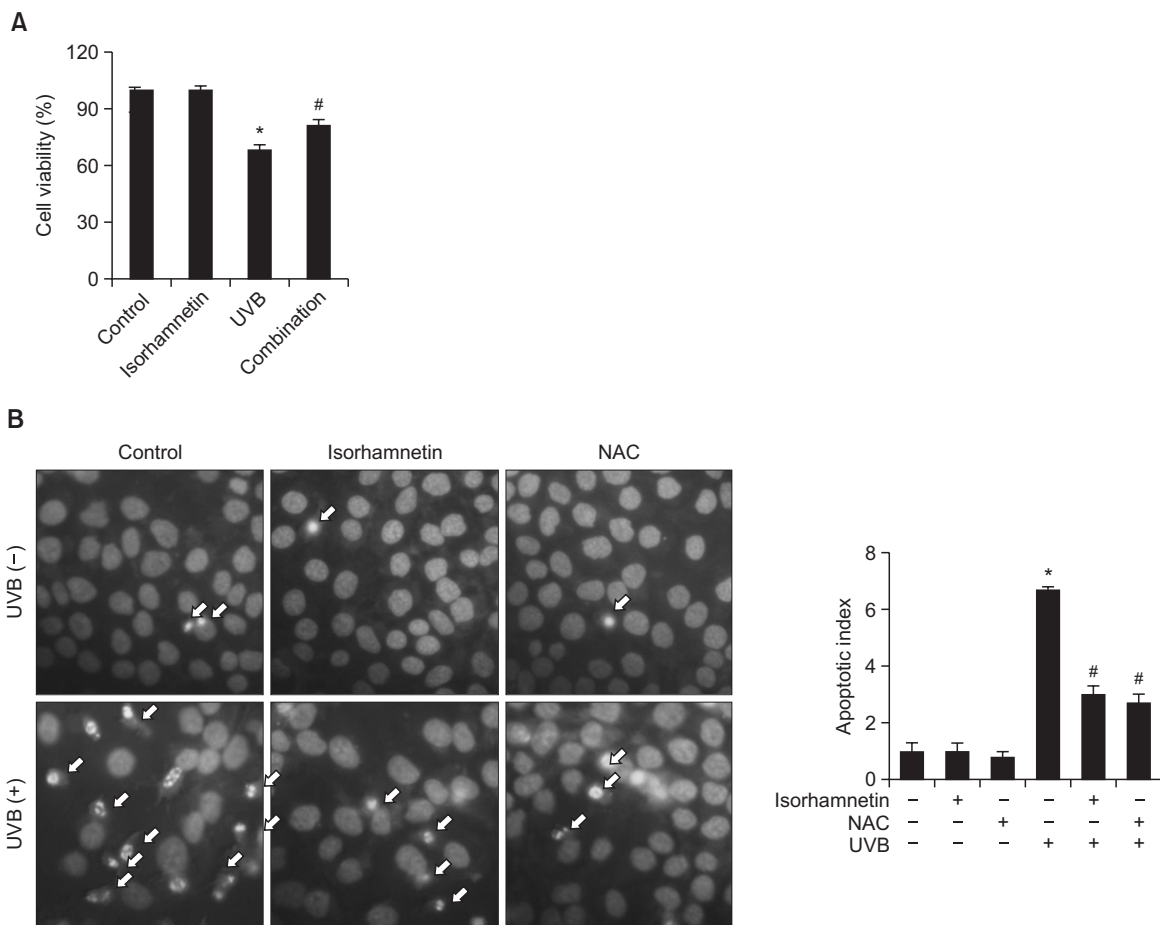 A
120
90
60
30
0
Cell viability (%)
*
#
Control
Isorhamnetin
UVB
Combination
B
Control Isorhamnetin NAC
UVB (−)
UVB (+)
8
6
4
2
0
Apoptotic index
*
#
#
Isorhamnetin − + − − + −
NAC − − + − − +
UVB − − − + + +